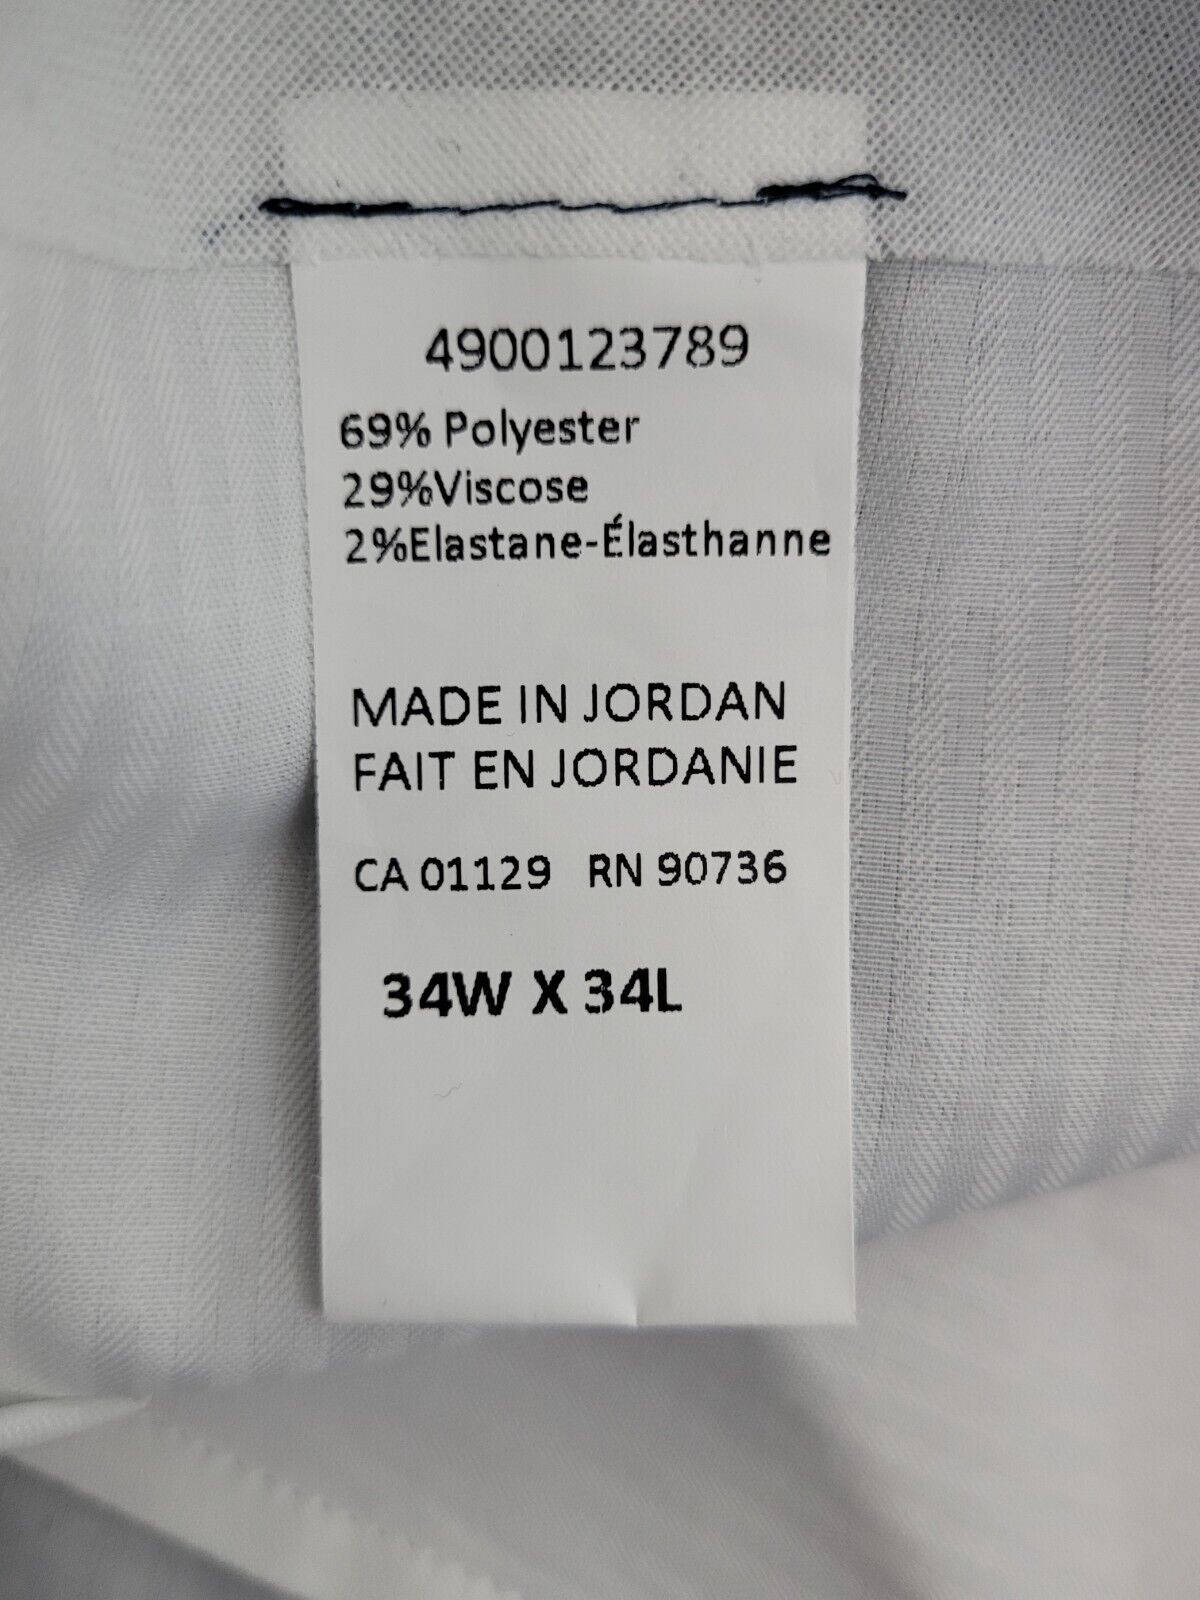 4900123789
69% Polyester
29%Viscose
2%Elastane-Élasthanne
MADE IN JORDAN
FAIT EN JORDANIE
CA 01129 RN 90736
34W X 34L